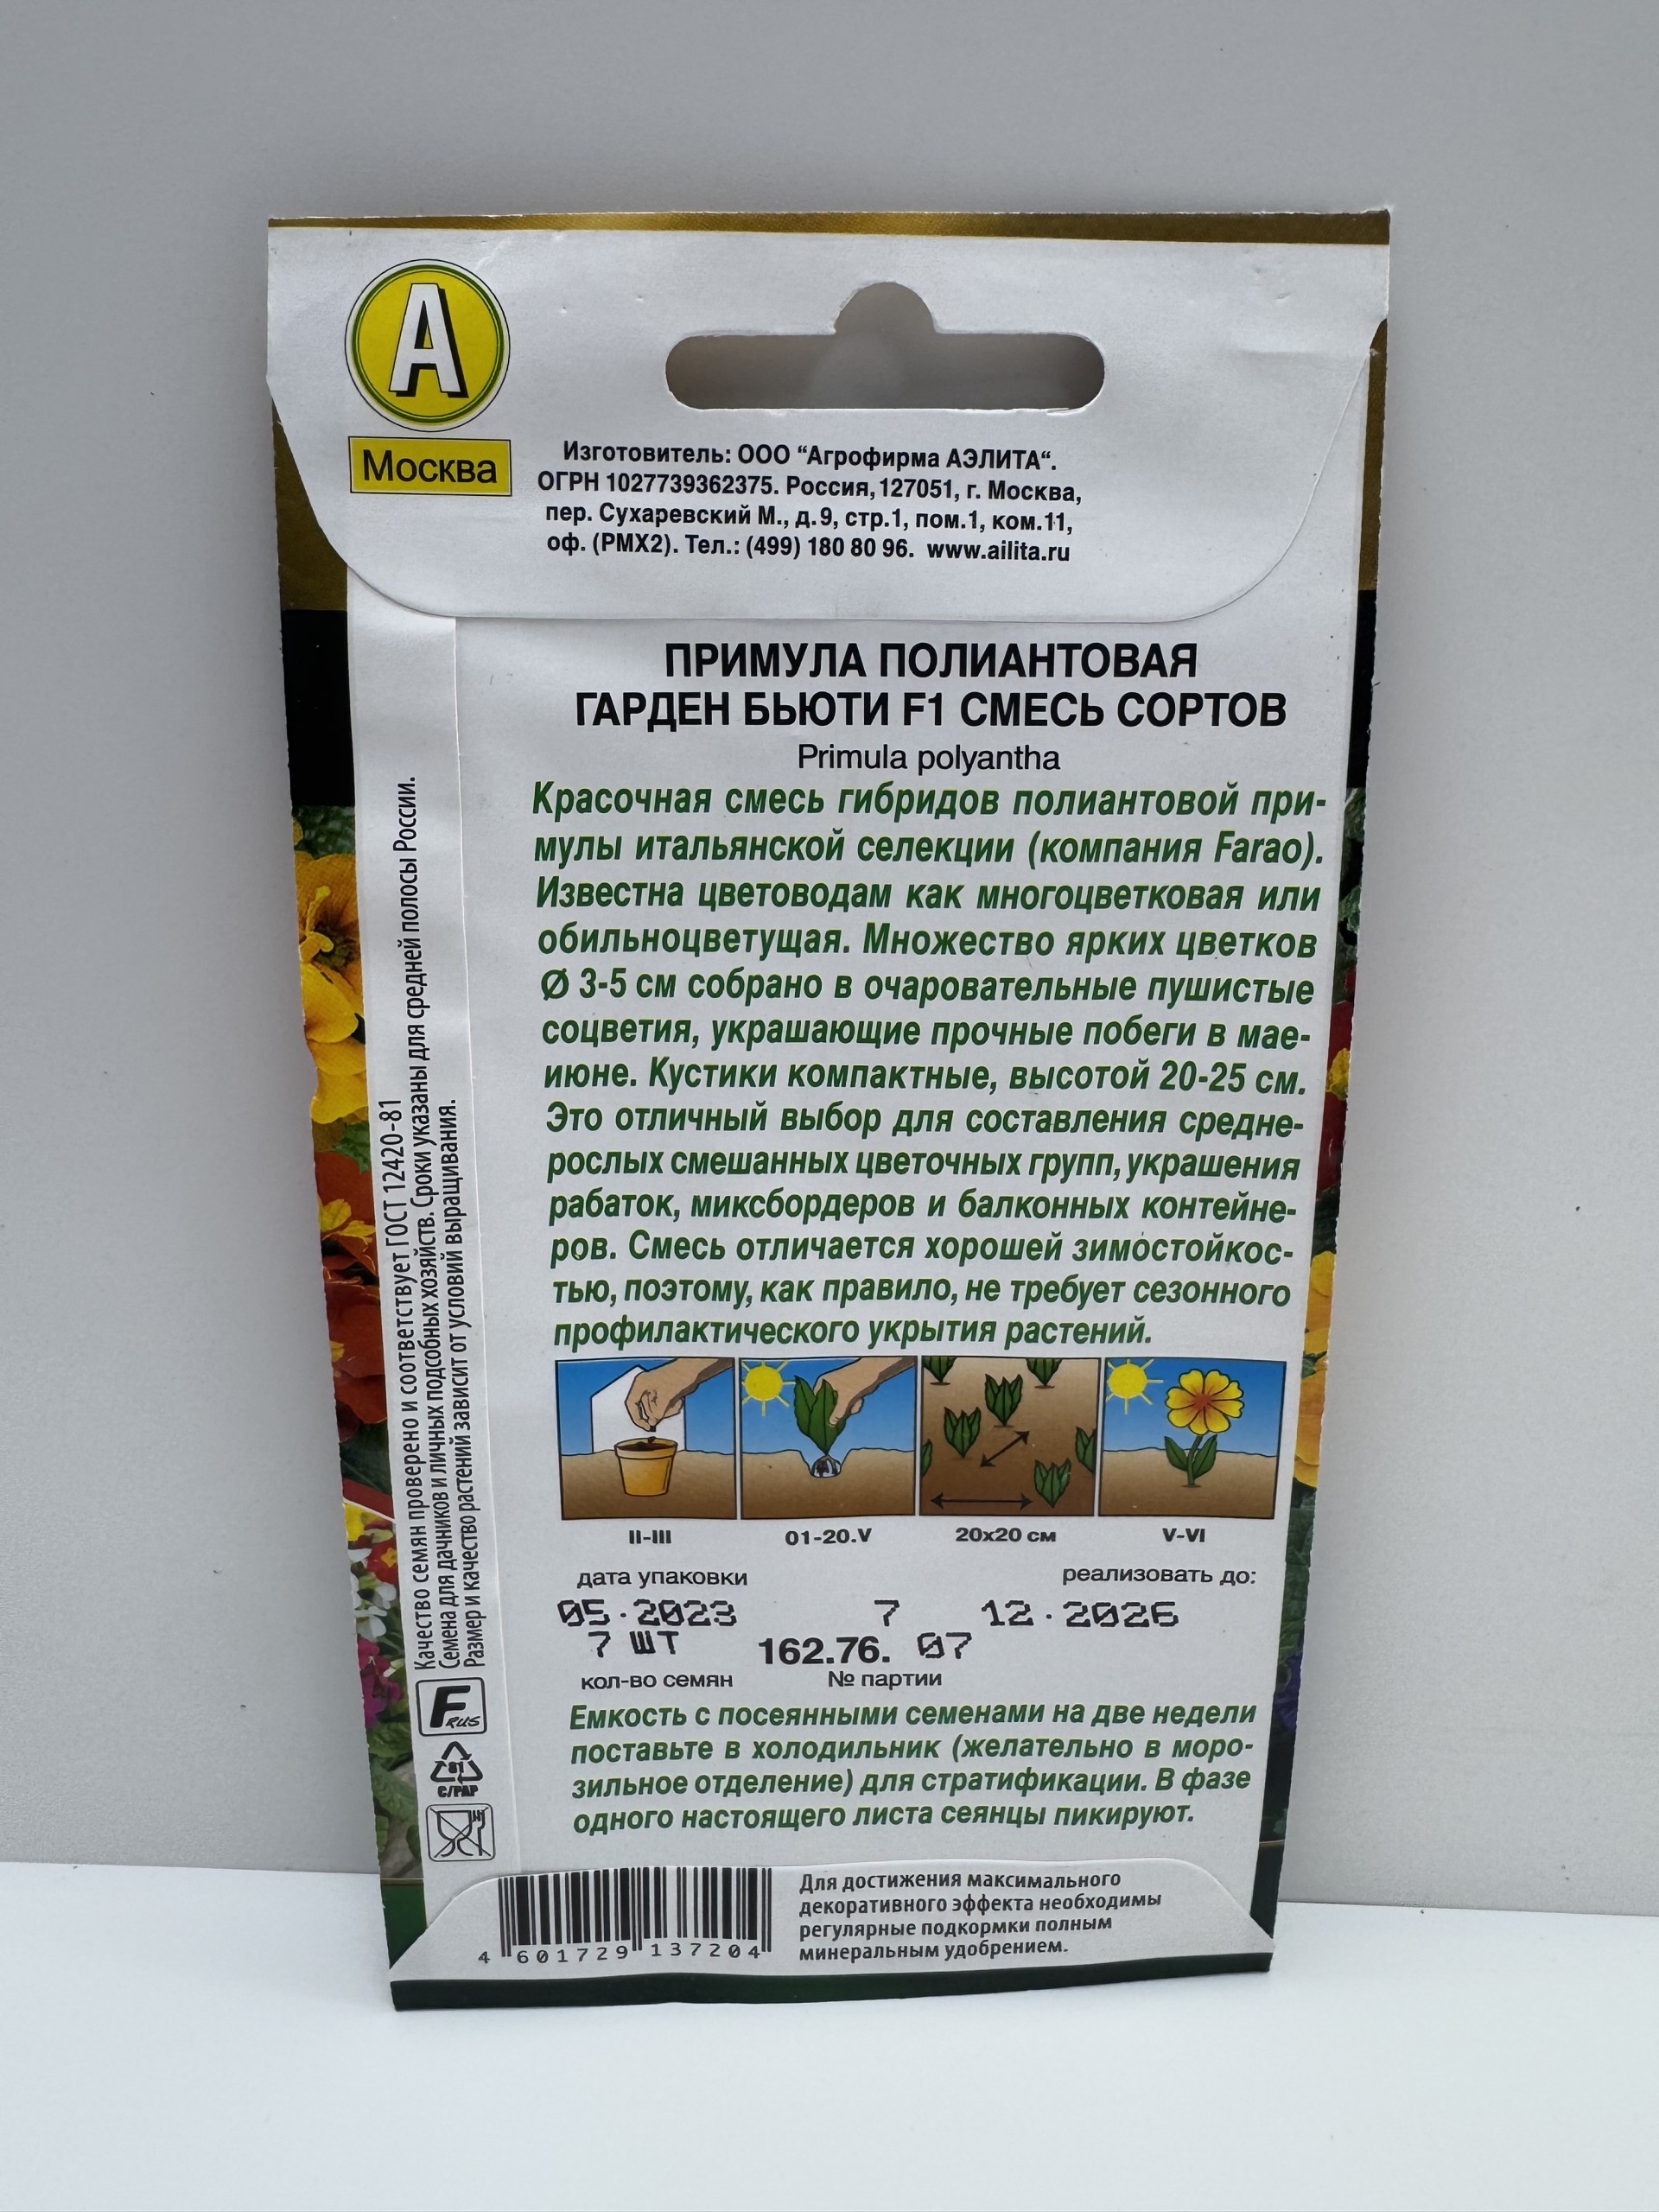 А
Москва
Изготовитель: ООО “Агрофирма АЭЛИТА“.
ОГРН 1027739362375. Россия, 127051, г. Москва,
пер. Сухаревский М., д.9, стр.1, пом.1, ком.11,
оф. (РМХ2). Тел.: (499) 180 80 96. www.ailita.ru
ПРИМУЛА ПОЛИАНТОВАЯ
ГАРДЕН БЬЮТИ F1 СМЕСЬ СОРТОВ
Primula polyantha
Красочная смесь гибридов полиантовой при-
мулы итальянской селекции (компания Farao).
Известна цветоводам как многоцветковая или
обильноцветущая. Множество ярких цветков
Ø 3-5 см собрано в очаровательные пушистые
соцветия, украшающие прочные побеги в мае-
июне. Кустики компактные, высотой 20-25 см.
Это отличный выбор для составления средне-
рослых смешанных цветочных групп, украшения
рабаток, миксбордеров и балконных контейне-
ров. Смесь отличается хорошей зимостойкос-
тью, поэтому, как правило, не требует сезонного
профилактического укрытия растений.
II-III 01-20.V 20x20 см V-VI
дата упаковки реализовать до:
05.2023 7 12.2026
7 ШТ 162.76. 07
кол-во семян № партии
Емкость с посеянными семенами на две недели
поставьте в холодильник (желательно в моро-
зильное отделение) для стратификации. В фазе
одного настоящего листа сеянцы пикируют.
Качество семян проверено и соответствует ГОСТ 12420-81
Семена для дачников и личных подсобных хозяйств. Сроки указаны для средней полосы России.
Размер и качество растений зависит от условий выращивания.
F RUS
81
C/PAP
4 601729 137204
Для достижения максимального
декоративного эффекта необходимы
регулярные подкормки полным
минеральным удобрением.